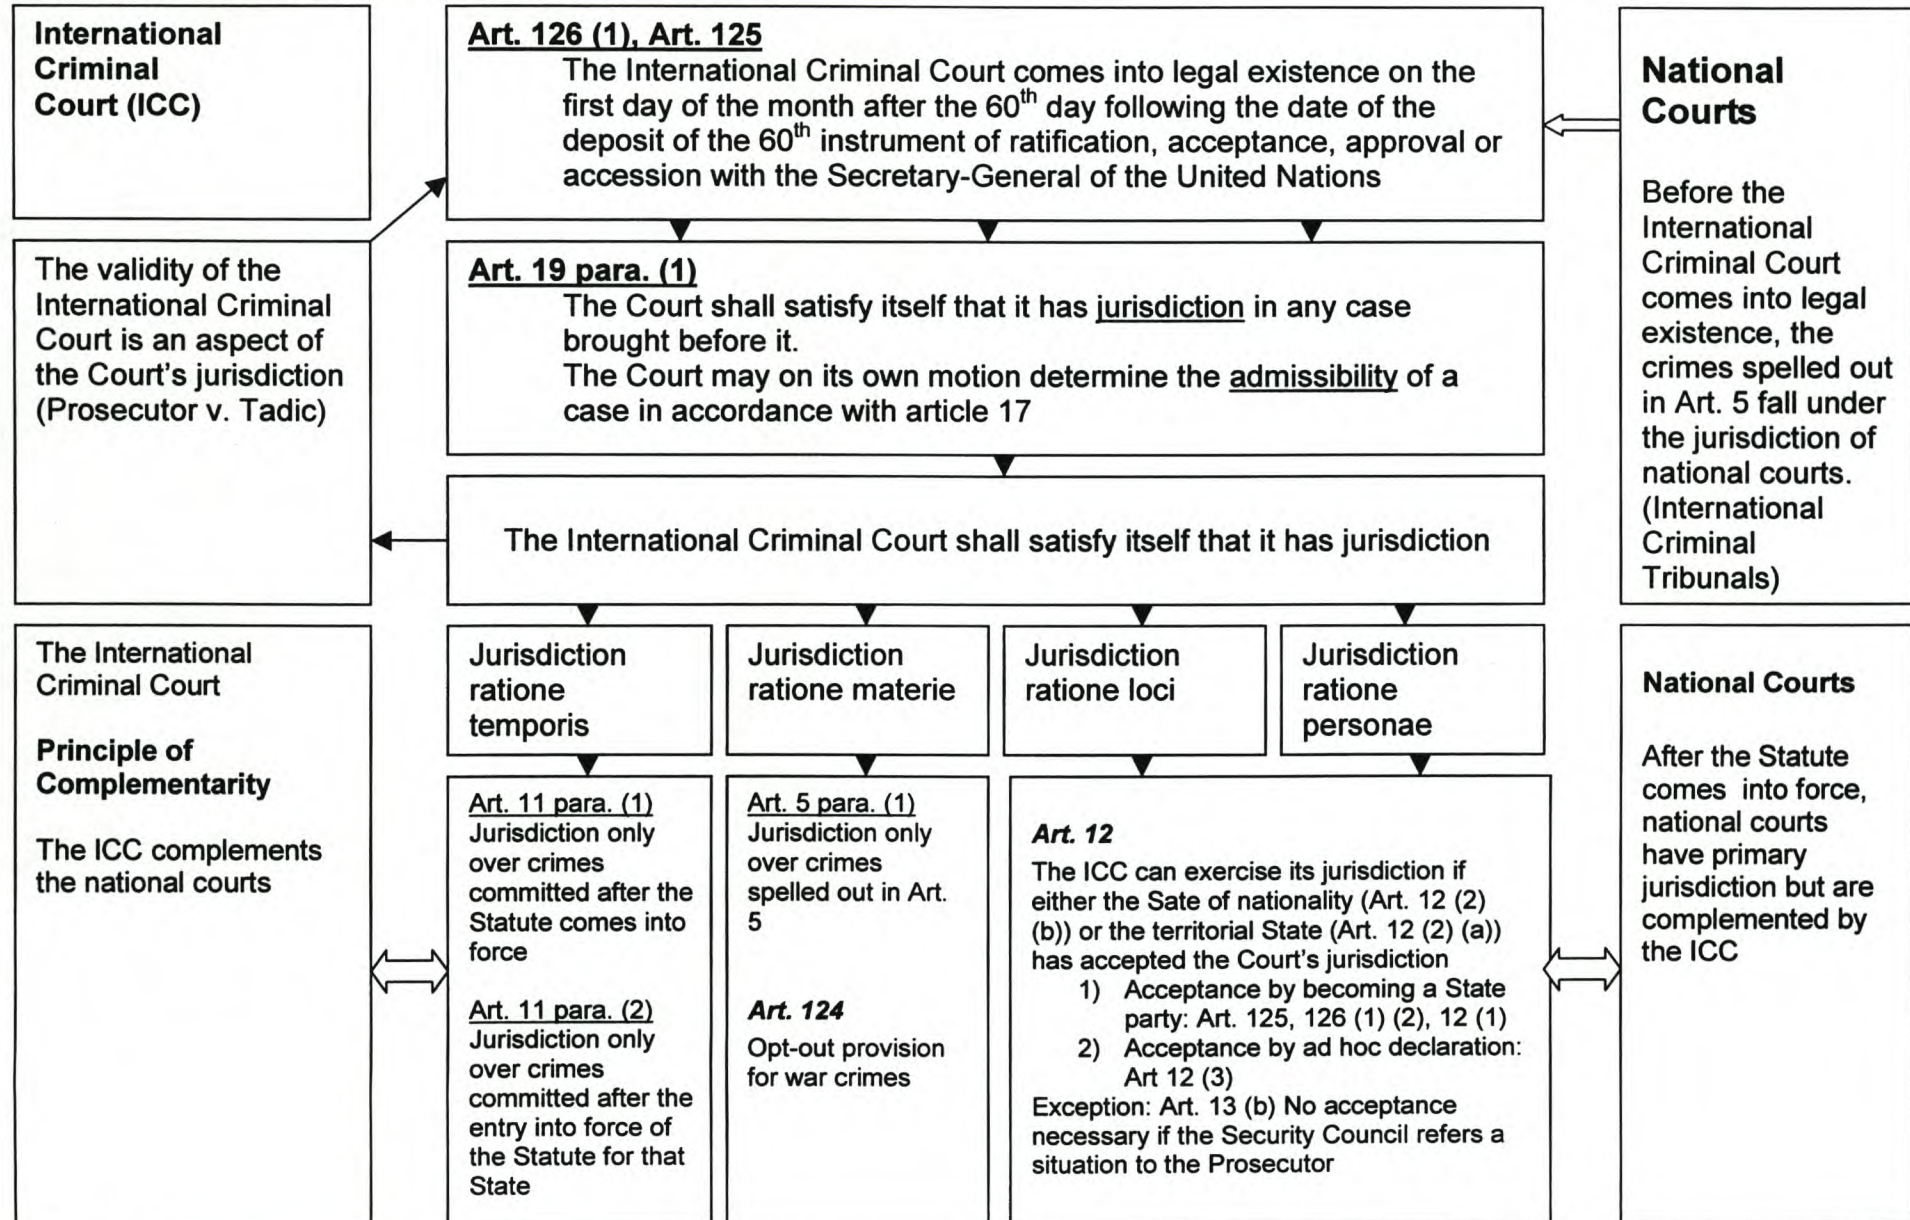 International
Criminal
Court (ICC)
Art. 126 (1), Art. 125
The International Criminal Court comes into legal existence on the
first day of the month after the 60th day following the date of the
deposit of the 60th instrument of ratification, acceptance, approval or
accession with the Secretary-General of the United Nations
National
Courts
Before the
International
Criminal Court
comes into legal
existence, the
crimes spelled out
in Art. 5 fall under
the jurisdiction of
national courts.
(International
Criminal
Tribunals)
The validity of the
International Criminal
Court is an aspect of
the Court's jurisdiction
(Prosecutor v. Tadic)
Art. 19 para. (1)
The Court shall satisfy itself that it has jurisdiction in any case
brought before it.
The Court may on its own motion determine the admissibility of a
case in accordance with article 17
The International Criminal Court shall satisfy itself that it has jurisdiction
The International
Criminal Court
Principle of
Complementarity
The ICC complements
the national courts
Jurisdiction
ratione
temporis
Jurisdiction
ratione materie
Jurisdiction
ratione loci
Jurisdiction
ratione
personae
Art. 11 para. (1)
Jurisdiction only
over crimes
committed after the
Statute comes into
force
Art. 11 para. (2)
Jurisdiction only
over crimes
committed after the
entry into force of
the Statute for that
State
Art. 5 para. (1)
Jurisdiction only
over crimes
spelled out in Art.
5
Art. 124
Opt-out provision
for war crimes
Art. 12
The ICC can exercise its jurisdiction if
either the Sate of nationality (Art. 12 (2)
(b)) or the territorial State (Art. 12 (2) (a))
has accepted the Court's jurisdiction
1) Acceptance by becoming a State
party: Art. 125, 126 (1) (2), 12 (1)
2) Acceptance by ad hoc declaration:
Art 12 (3)
Exception: Art. 13 (b) No acceptance
necessary if the Security Council refers a
situation to the Prosecutor
National Courts
After the Statute
comes into force,
national courts
have primary
jurisdiction but are
complemented by
the ICC